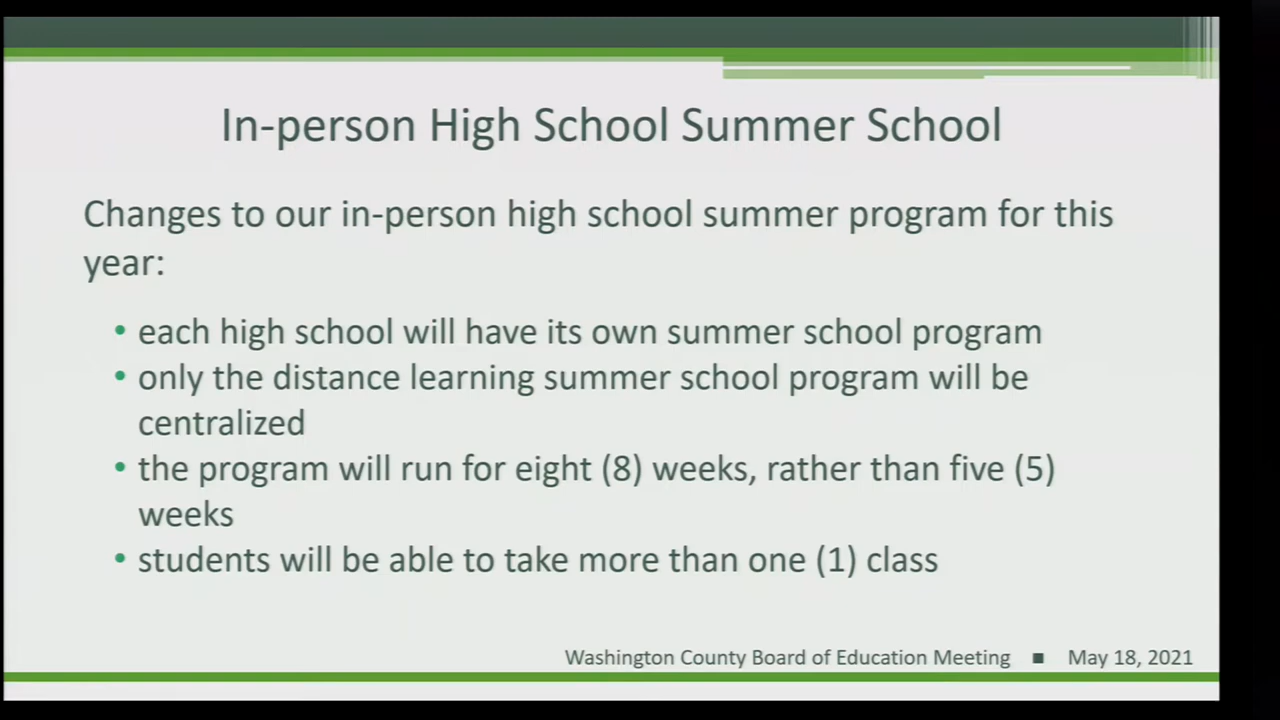 In-person High School Summer School
Changes to our in-person high school summer program for this
year:
• each high school will have its own summer school program
• only the distance learning summer school program will be
centralized
• the program will run for eight (8) weeks, rather than five (5)
weeks
• students will be able to take more than one (1) class
Washington County Board of Education Meeting ■ May 18, 2021